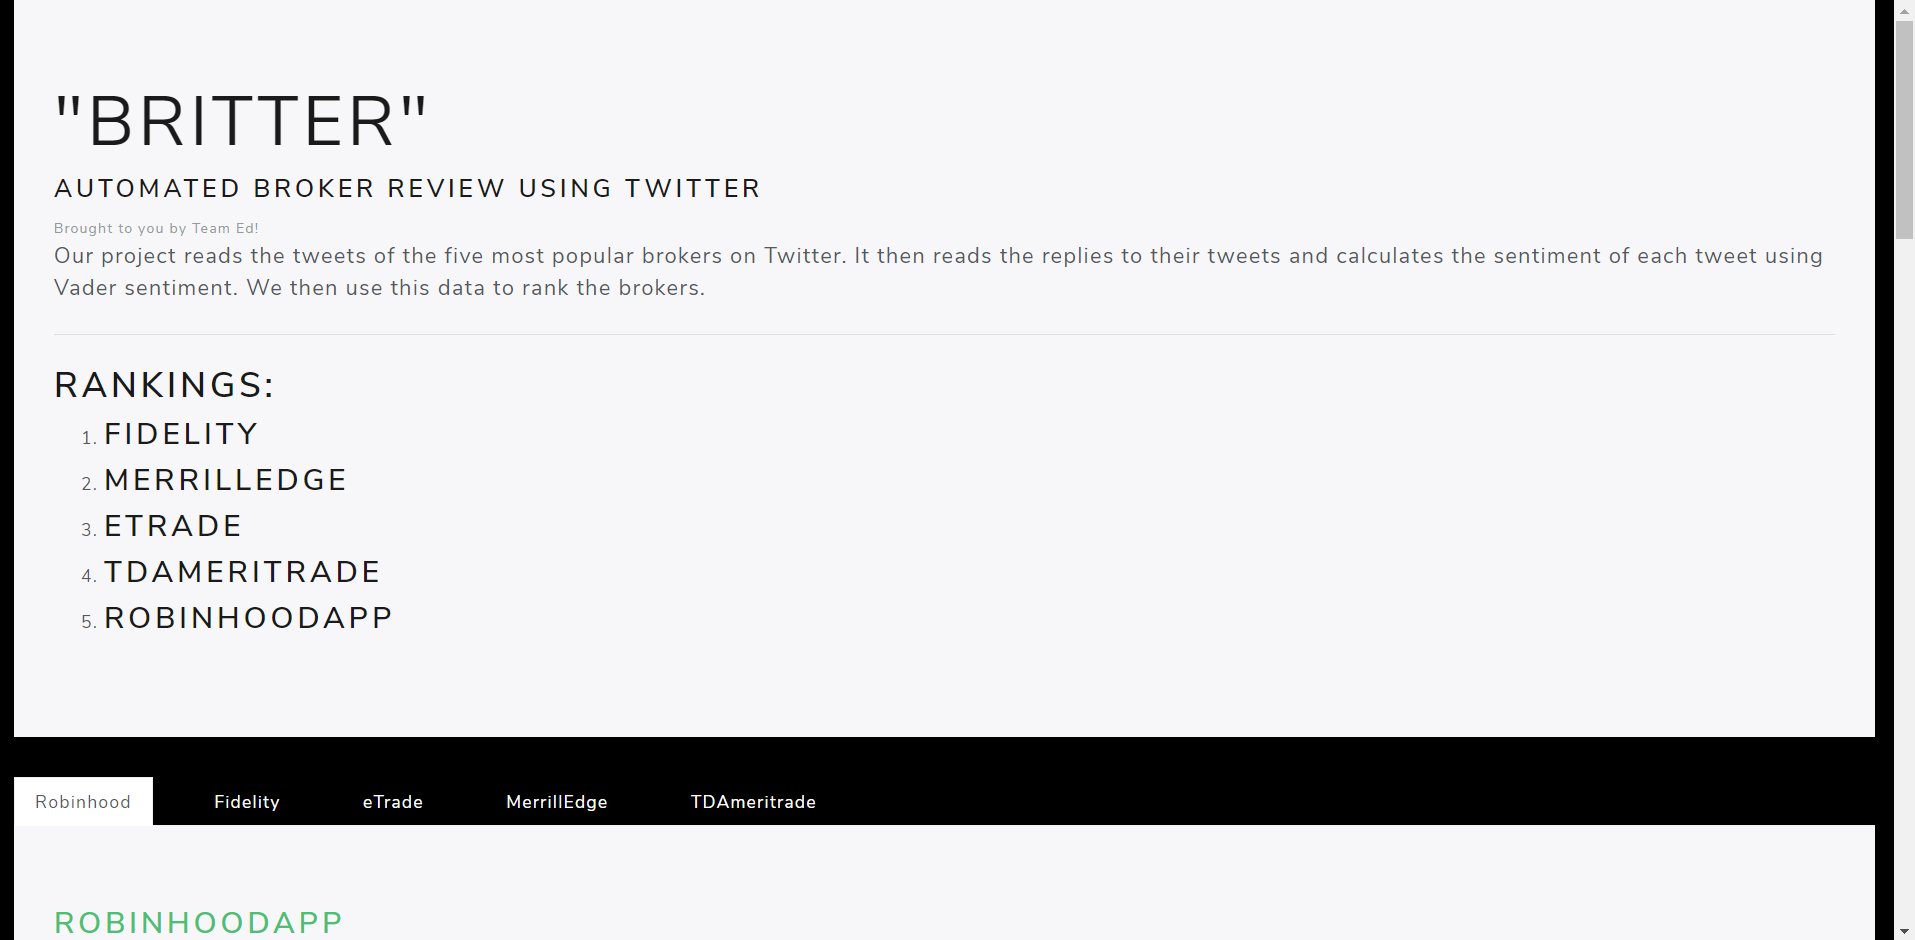 "BRITTER"
AUTOMATED BROKER REVIEW USING TWITTER
Brought to you by Team Ed!
Our project reads the tweets of the five most popular brokers on Twitter. It then reads the replies to their tweets and calculates the sentiment of each tweet using
Vader sentiment. We then use this data to rank the brokers.
RANKINGS:
1. FIDELITY
2. MERRILLEDGE
3. ETRADE
4. TDAMERITRADE
5. ROBINHOODAPP
Robinhood Fidelity eTrade MerrillEdge TDAmeritrade
ROBINHOODAPP